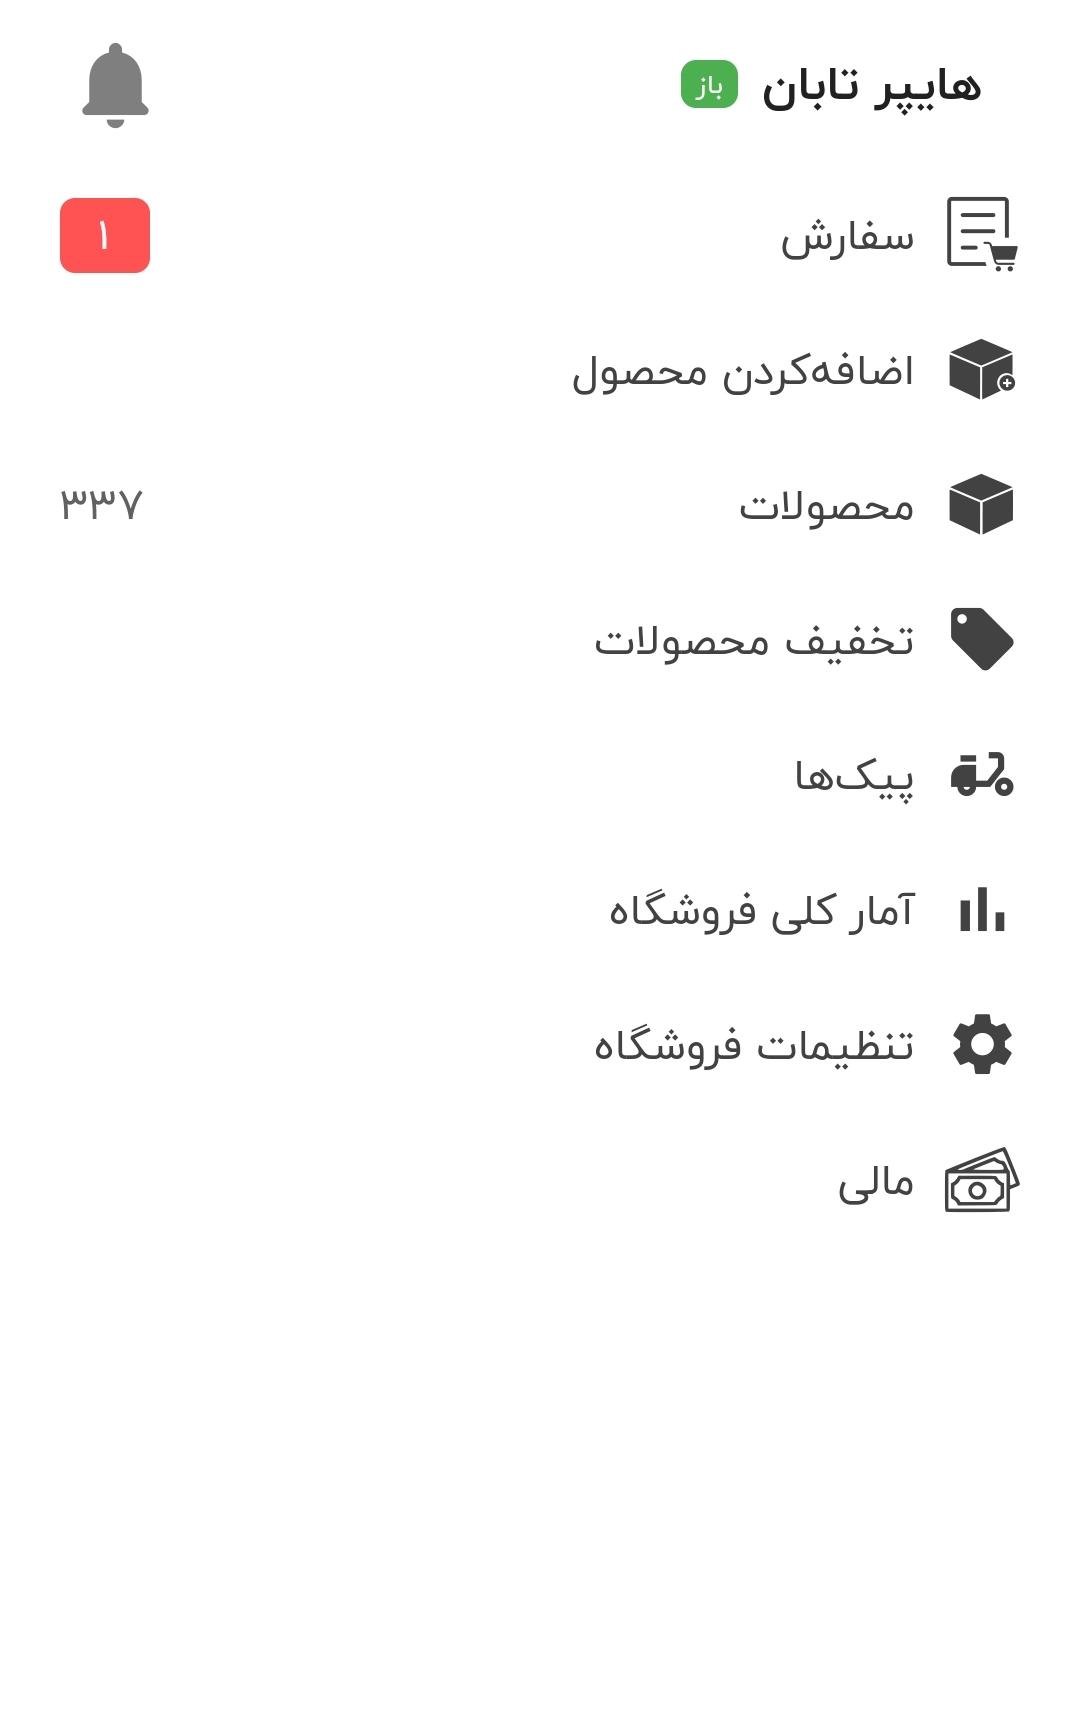 هایپر تابان باز
سفارش ۱
اضافه‌کردن محصول
محصولات ۳۳۷
تخفیف محصولات
پیک‌ها
آمار کلی فروشگاه
تنظیمات فروشگاه
مالی